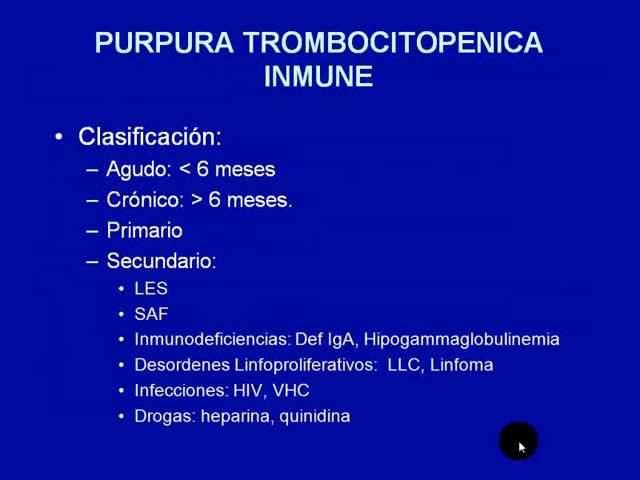 PURPURA TROMBOCITOPENICA
INMUNE
• Clasificación:
– Agudo: < 6 meses
– Crónico: > 6 meses.
– Primario
– Secundario:
• LES
• SAF
• Inmunodeficiencias: Def IgA, Hipogammaglobulinemia
• Desordenes Linfoproliferativos: LLC, Linfoma
• Infecciones: HIV, VHC
• Drogas: heparina, quinidina